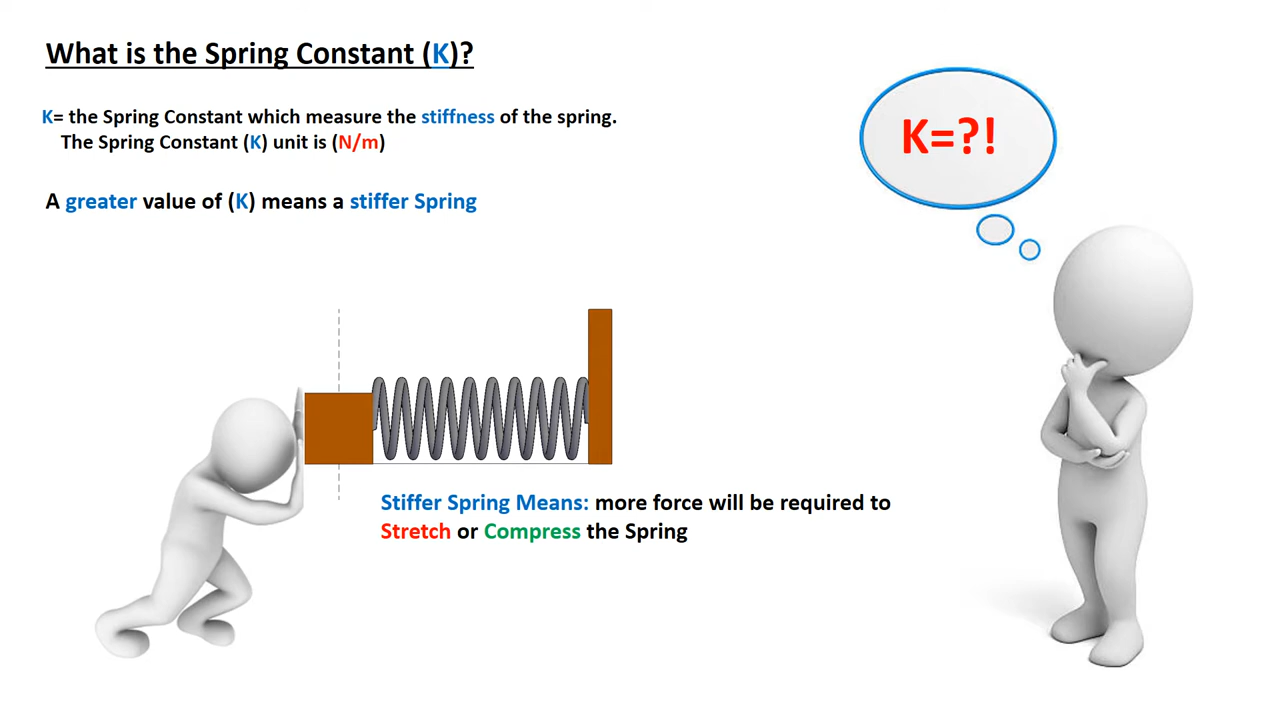 What is the Spring Constant (K)?
K= the Spring Constant which measure the stiffness of the spring.
The Spring Constant (K) unit is (N/m)
A greater value of (K) means a stiffer Spring
K=?!
Stiffer Spring Means: more force will be required to
Stretch or Compress the Spring